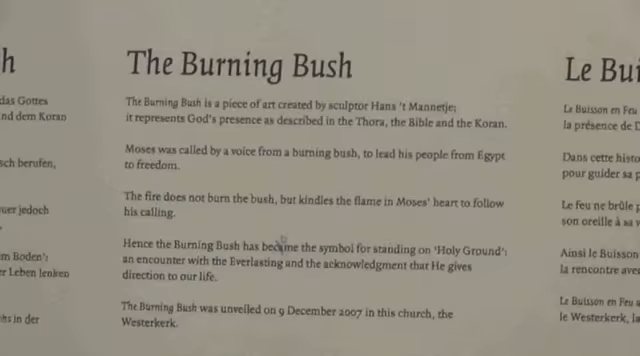 The Burning Bush
The Burning Bush is a piece of art created by sculptor Hans 't Mannetje;
it represents God's presence as described in the Thora, the Bible and the Koran.
Moses was called by a voice from a burning bush, to lead his people from Egypt
to freedom.
The fire does not burn the bush, but kindles the flame in Moses' heart to follow
his calling.
Hence the Burning Bush has became the symbol for standing on 'Holy Ground':
an encounter with the Everlasting and the acknowledgment that He gives
direction to our life.
The Burning Bush was unveiled on 9 December 2007 in this church, the
Westerkerk.
h
das Gottes
nd dem Koran
sch berufen,
uer jedoch
m Boden':
er Leben lenken
in der
Le Bui
Le Buisson en Feu
la présence de D
Dans cette histo
pour guider sa p
Le feu ne brûle p
son oreille à sa v
Ainsi le Buisson
la rencontre ave
Le Buisson en Feu a
le Westerkerk, la